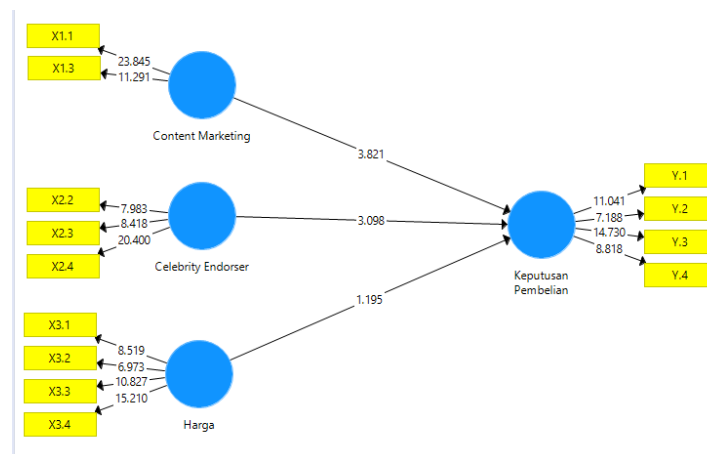 X1.1
X1.3
23.845
11.291
Content Marketing
3.821
X2.2
X2.3
X2.4
7.983
8.418
20.400
Celebrity Endorser
3.098
X3.1
X3.2
X3.3
X3.4
8.519
6.973
10.827
15.210
Harga
1.195
Keputusan
Pembelian
11.041
7.188
14.730
8.818
Y.1
Y.2
Y.3
Y.4